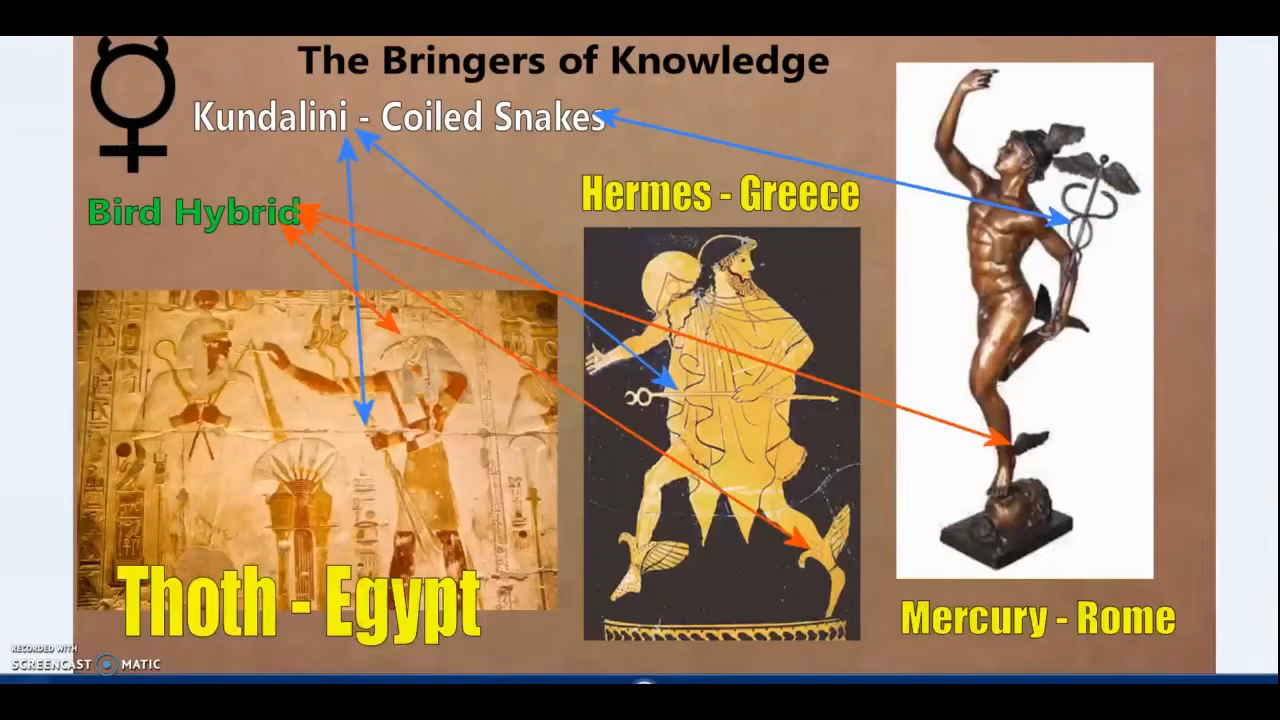 The Bringers of Knowledge
Kundalini - Coiled Snakes
Bird Hybrid
Hermes - Greece
Thoth - Egypt
Mercury - Rome
RECORDED WITH
SCREENCAST MATIC